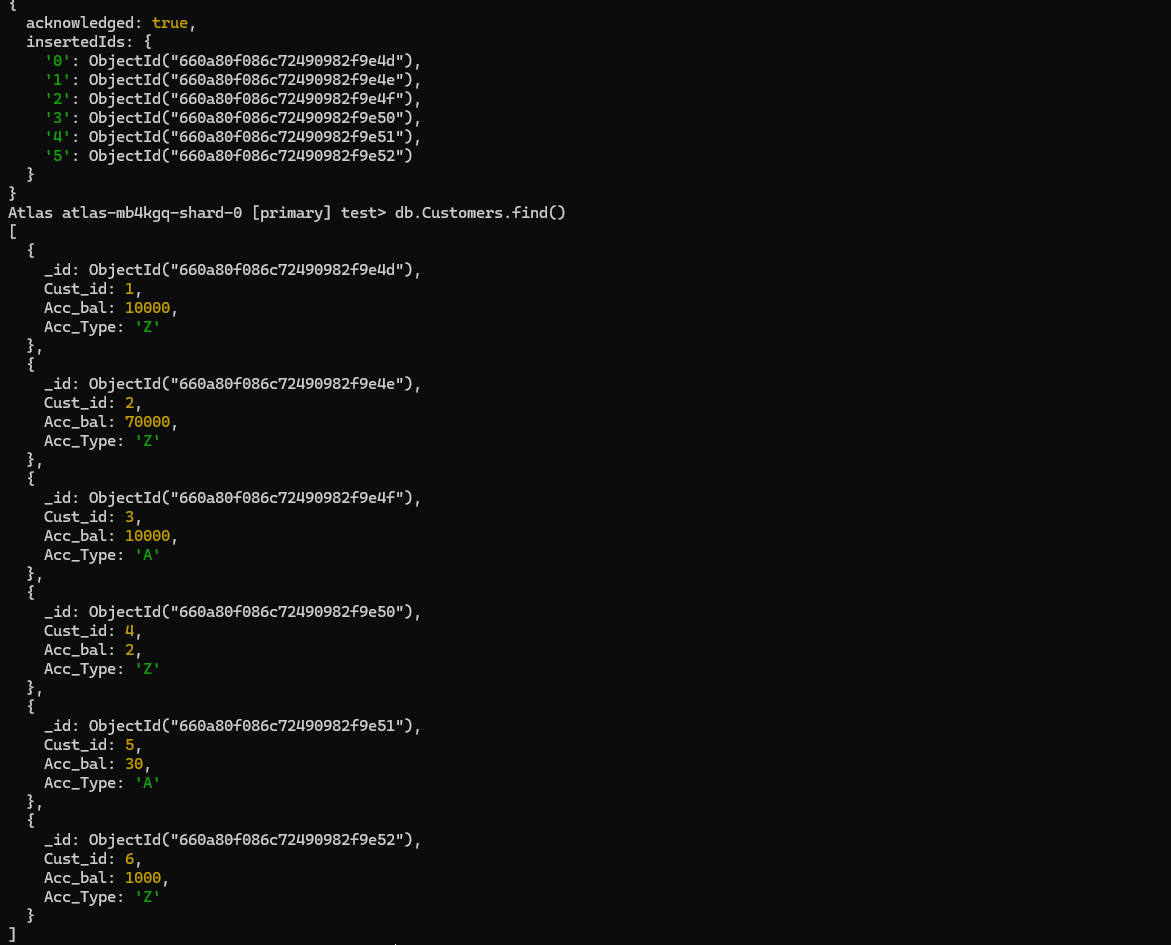 {
  acknowledged: true,
  insertedIds: {
    '0': ObjectId("660a80f086c72490982f9e4d"),
    '1': ObjectId("660a80f086c72490982f9e4e"),
    '2': ObjectId("660a80f086c72490982f9e4f"),
    '3': ObjectId("660a80f086c72490982f9e50"),
    '4': ObjectId("660a80f086c72490982f9e51"),
    '5': ObjectId("660a80f086c72490982f9e52")
  }
}
Atlas atlas-mb4kgq-shard-0 [primary] test> db.Customers.find()
[
  {
    _id: ObjectId("660a80f086c72490982f9e4d"),
    Cust_id: 1,
    Acc_bal: 10000,
    Acc_Type: 'Z'
  },
  {
    _id: ObjectId("660a80f086c72490982f9e4e"),
    Cust_id: 2,
    Acc_bal: 70000,
    Acc_Type: 'Z'
  },
  {
    _id: ObjectId("660a80f086c72490982f9e4f"),
    Cust_id: 3,
    Acc_bal: 10000,
    Acc_Type: 'A'
  },
  {
    _id: ObjectId("660a80f086c72490982f9e50"),
    Cust_id: 4,
    Acc_bal: 2,
    Acc_Type: 'Z'
  },
  {
    _id: ObjectId("660a80f086c72490982f9e51"),
    Cust_id: 5,
    Acc_bal: 30,
    Acc_Type: 'A'
  },
  {
    _id: ObjectId("660a80f086c72490982f9e52"),
    Cust_id: 6,
    Acc_bal: 1000,
    Acc_Type: 'Z'
  }
]